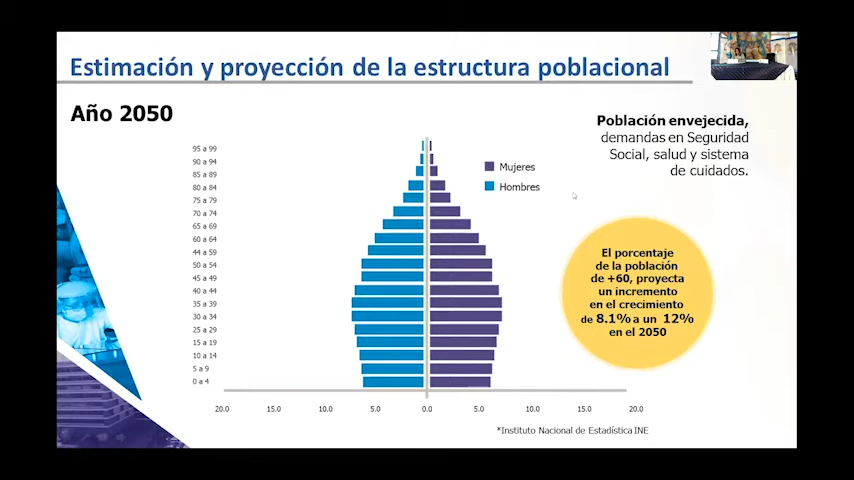 Estimación y proyección de la estructura poblacional
Año 2050
Población envejecida,
demandas en Seguridad
Social, salud y sistema
de cuidados.
95 a 99
90 a 94
85 a 89
80 a 84
75 a 79
70 a 74
65 a 69
60 a 64
44 a 59
50 a 54
45 a 49
40 a 44
35 a 39
30 a 34
25 a 29
15 a 19
10 a 14
5 a 9
0 a 4
Mujeres
Hombres
El porcentaje
de la población
de +60, proyecta
un incremento
en el crecimiento
de 8.1% a un 12%
en el 2050
20.0 15.0 10.0 5.0 0.0 5.0 10.0 15.0 20.0
*Instituto Nacional de Estadística INE